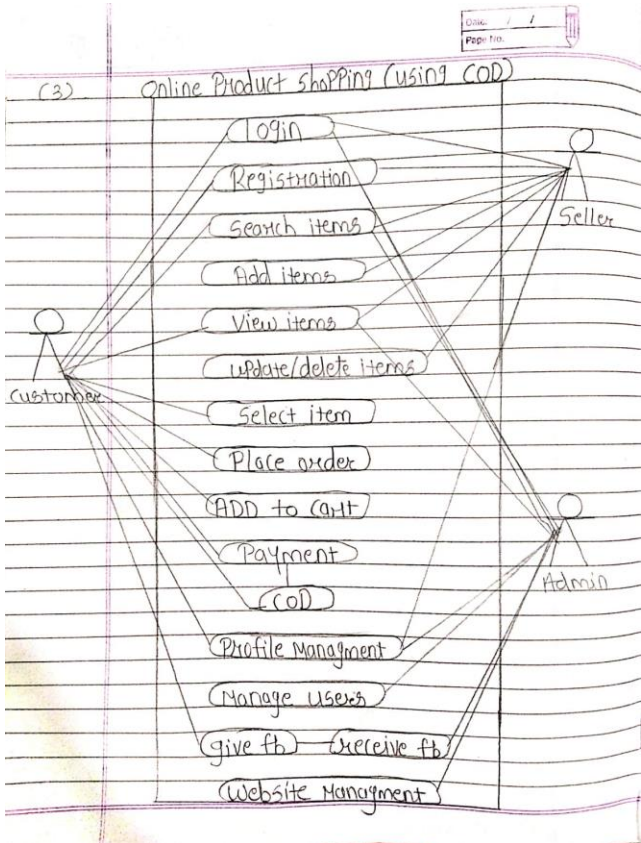 Date. / /
Page No.
(3) Online Product Shopping (using COD)
Login
Registration
Seller
Search items
Add items
View items
Customer
update/delete items
Select item
Place order
ADD to Cart
Payment
Admin
COD
Profile Managment
Manage Users
give fb receive fb
Website Managment